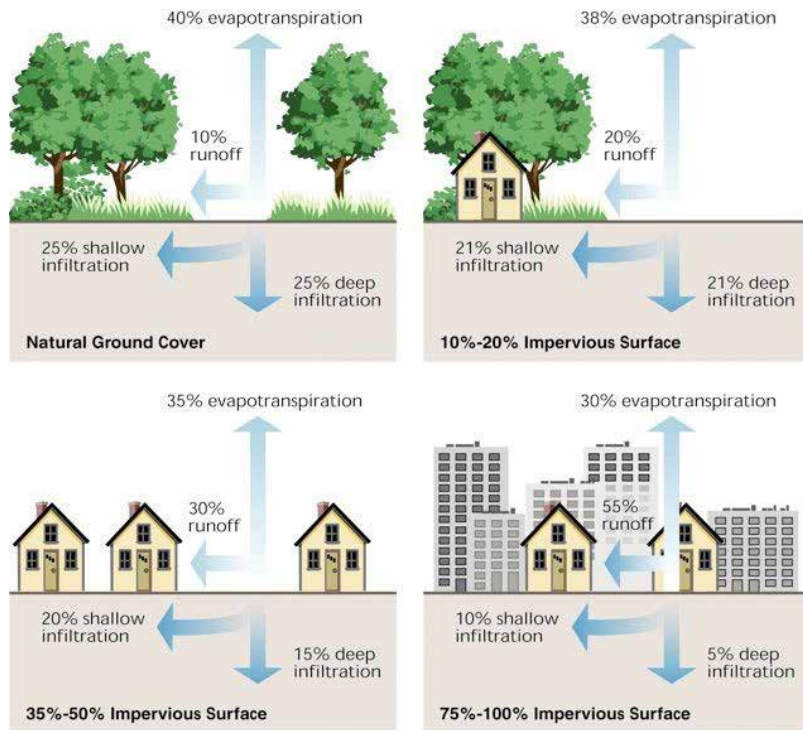 40% evapotranspiration
10%
runoff
25% shallow
infiltration
25% deep
infiltration
Natural Ground Cover
38% evapotranspiration
20%
runoff
21% shallow
infiltration
21% deep
infiltration
10%-20% Impervious Surface
35% evapotranspiration
30%
runoff
20% shallow
infiltration
15% deep
infiltration
35%-50% Impervious Surface
30% evapotranspiration
55%
runoff
10% shallow
infiltration
5% deep
infiltration
75%-100% Impervious Surface